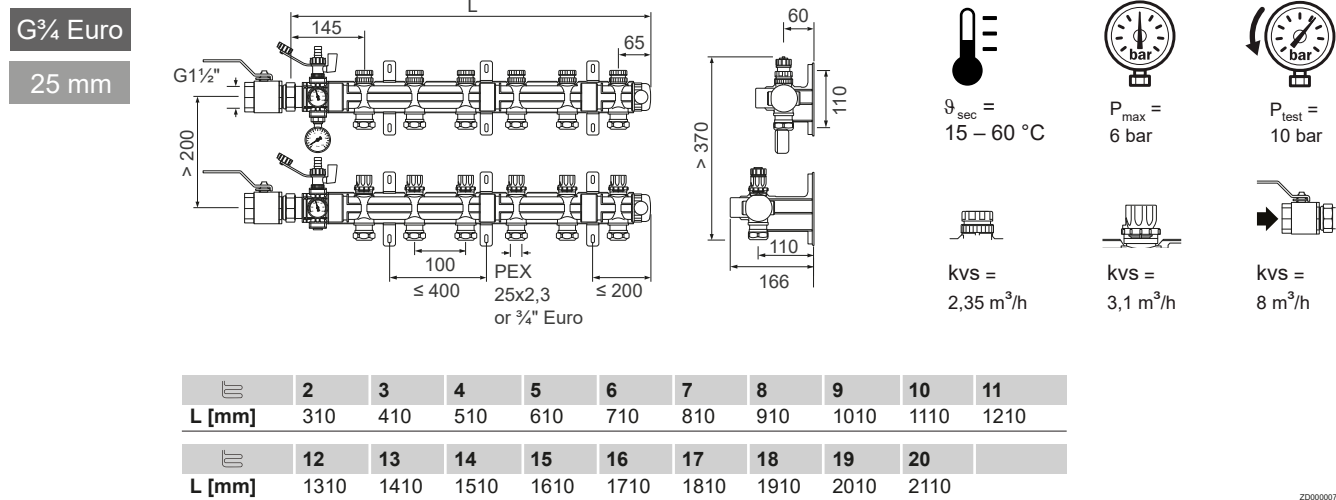 G¾ Euro
25 mm
L
145
65
G1½"
> 200
100
≤ 400
PEX
25x2,3
or ¾" Euro
≤ 200
60
110
> 370
110
166
bar
bar
ϑsec =
15 – 60 °C
Pmax =
6 bar
Ptest =
10 bar
kvs =
2,35 m³/h
kvs =
3,1 m³/h
kvs =
8 m³/h
2 3 4 5 6 7 8 9 10 11
L [mm] 310 410 510 610 710 810 910 1010 1110 1210
12 13 14 15 16 17 18 19 20
L [mm] 1310 1410 1510 1610 1710 1810 1910 2010 2110
ZD000007